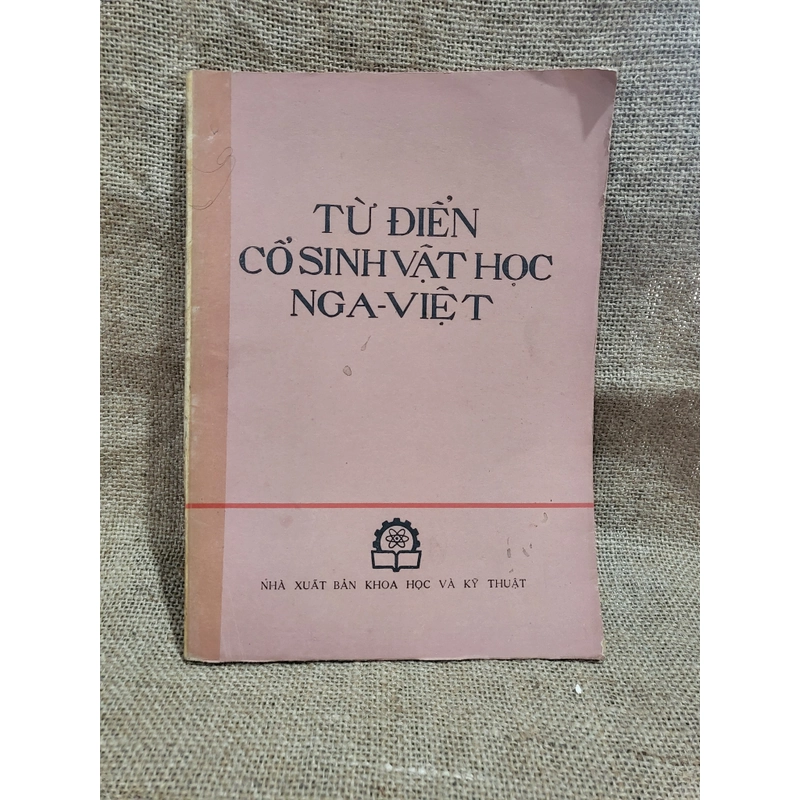 TỪ ĐIỂN
CỔ SINH VẬT HỌC
NGA-VIỆT
NHÀ XUẤT BẢN KHOA HỌC VÀ KỸ THUẬT